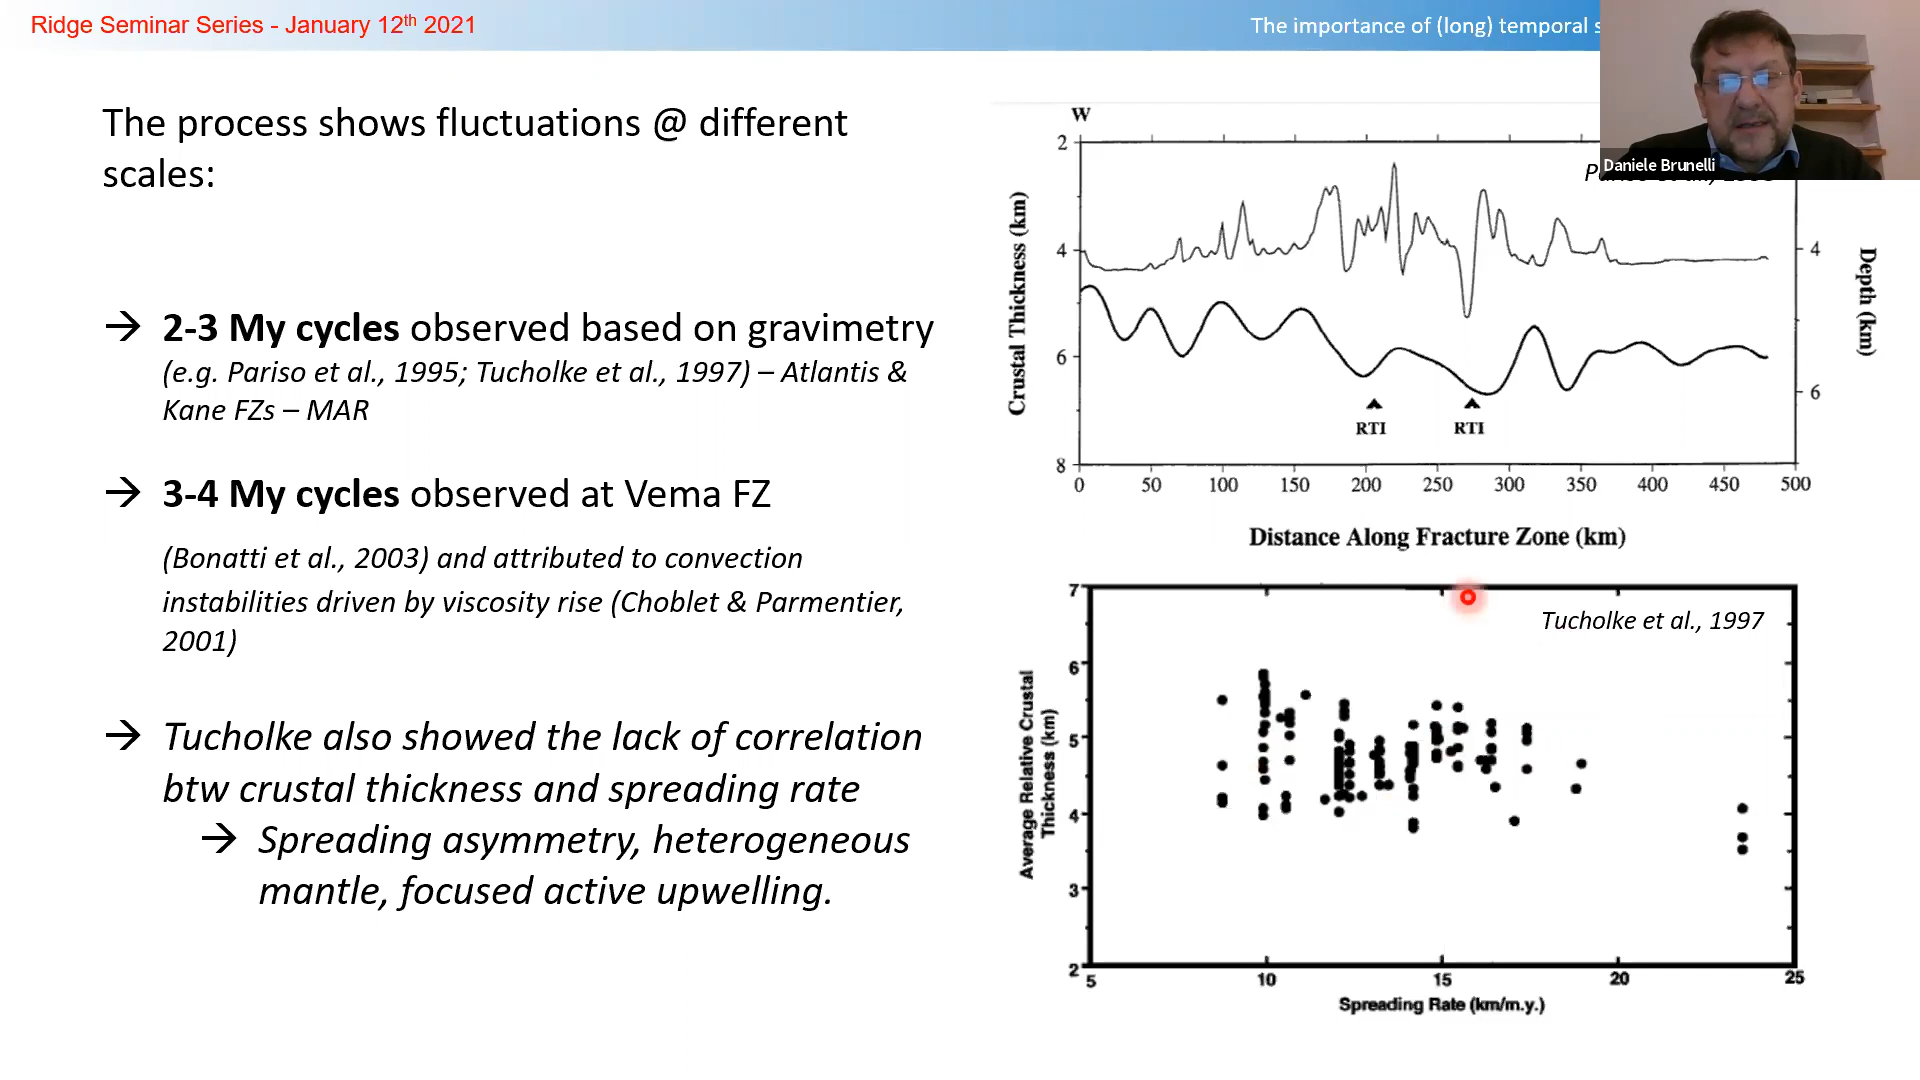 Ridge Seminar Series - January 12th 2021
The importance of (long) temporal
Daniele Brunelli
The process shows fluctuations @ different
scales:
→ 2-3 My cycles observed based on gravimetry
(e.g. Pariso et al., 1995; Tucholke et al., 1997) – Atlantis &
Kane FZs – MAR
→ 3-4 My cycles observed at Vema FZ
(Bonatti et al., 2003) and attributed to convection
instabilities driven by viscosity rise (Choblet & Parmentier,
2001)
→ Tucholke also showed the lack of correlation
btw crustal thickness and spreading rate
→ Spreading asymmetry, heterogeneous
mantle, focused active upwelling.
W
2
4
6
8
Crustal Thickness (km)
4
6
Depth (km)
RTI
RTI
0 50 100 150 200 250 300 350 400 450 500
Distance Along Fracture Zone (km)
Tucholke et al., 1997
7
6
5
4
3
2
Average Relative Crustal
Thickness (km)
5 10 15 20 25
Spreading Rate (km/m.y.)